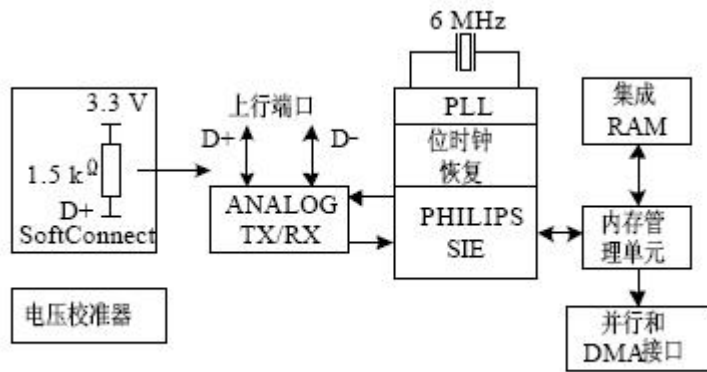 6 MHz
3.3 V
1.5 kΩ
D+
SoftConnect
上行端口
D+
D-
ANALOG
TX/RX
PLL
位时钟
恢复
PHILIPS
SIE
集成
RAM
内存管
理单元
并行和
DMA接口
电压校准器